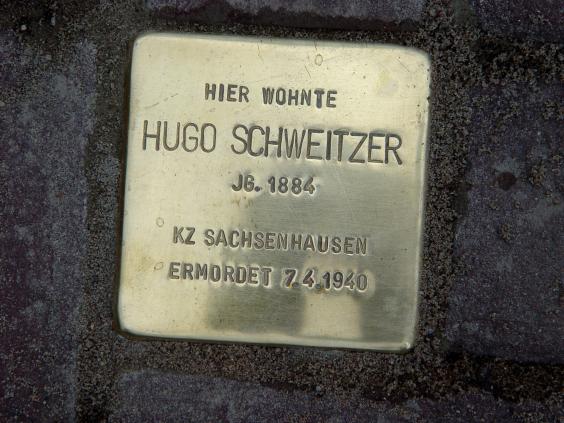 HIER WOHNTE
HUGO SCHWEITZER
JG. 1884
KZ SACHSENHAUSEN
ERMORDET 7.4.1940